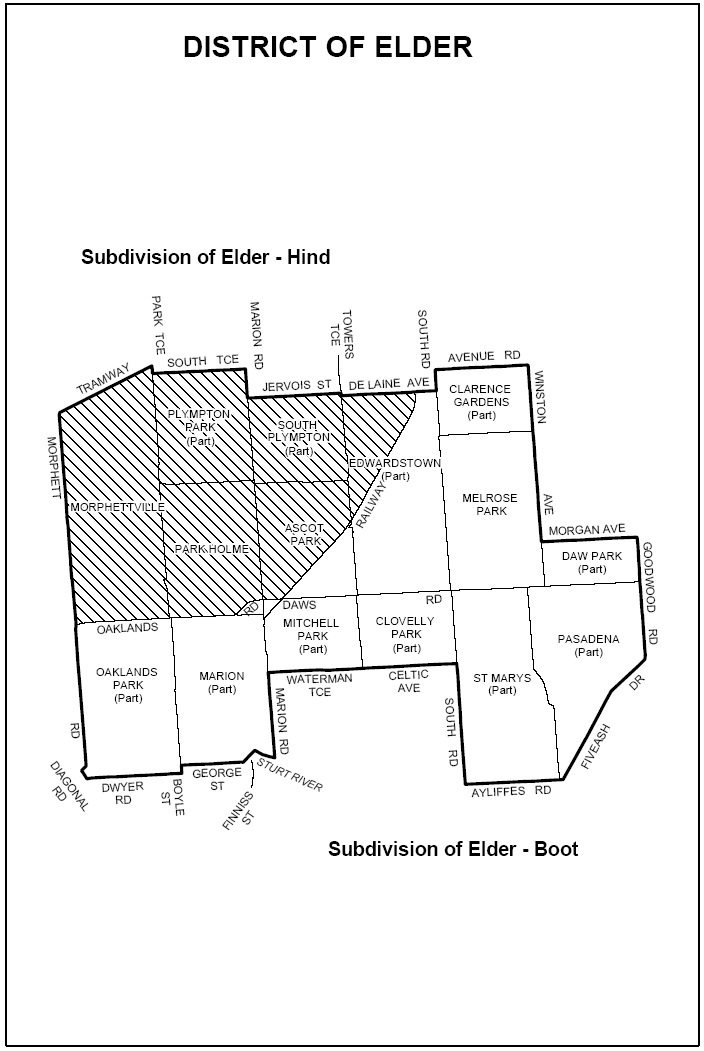 DISTRICT OF ELDER
Subdivision of Elder - Hind
PARK TCE
MARION RD
TOWERS
TCE
SOUTH RD
TRAMWAY
SOUTH TCE
JERVOIS ST
DE LAINE AVE
AVENUE RD
WINSTON
AVE
CLARENCE
GARDENS
(Part)
PLYMPTON
PARK
(Part)
SOUTH
PLYMPTON
(Part)
MORPHETT
EDWARDSTOWN
(Part)
RAILWAY
MELROSE
PARK
MORPHETTVILLE
PARK HOLME
ASCOT
PARK
MORGAN AVE
DAW PARK
(Part)
GOODWOOD
RD
OAKLANDS
RD
DAWS
RD
MITCHELL
PARK
(Part)
CLOVELLY
PARK
(Part)
PASADENA
(Part)
OAKLANDS
PARK
(Part)
MARION
(Part)
ST MARYS
(Part)
WATERMAN
TCE
CELTIC
AVE
MARION RD
SOUTH
RD
DR
FIVEASH
RD
DIAGONAL
RD
DWYER
RD
BOYLE
ST
GEORGE
ST
STURT RIVER
FINNISS
ST
AYLIFFES RD
Subdivision of Elder - Boot